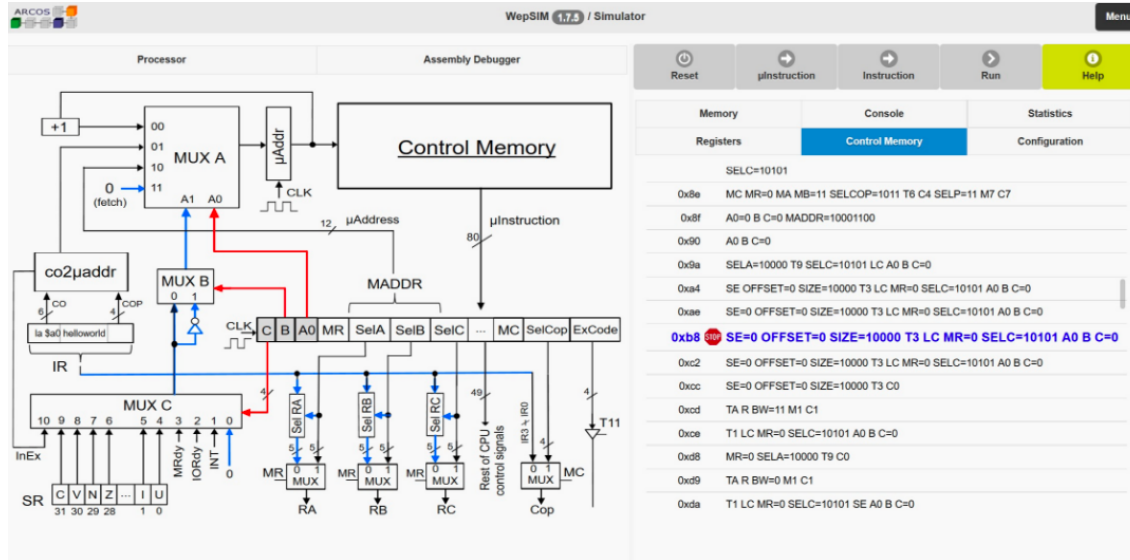 ARCOS
WepSIM 1.7.5 / Simulator
Menu
Processor
Assembly Debugger
Reset
µInstruction
Instruction
Run
Help
Memory
Console
Statistics
Registers
Control Memory
Configuration
+1
00
01
10
11
MUX A
A1 A0
0
(fetch)
µAddr
CLK
Control Memory
12
µAddress
µInstruction
80
co2µaddr
6
CO
4
COP
la $a0 helloworld
IR
MUX B
0 1
MADDR
CLK
C B A0 MR SelA SelB SelC ... MC SelCop ExCode
MUX C
10 9 8 7 6 5 4 3 2 1 0
4
InEx
MRdy
IORdy
INT
0
SR
C V N Z ... I U
31 30 29 28 1 0
Sel RA
Sel RB
Sel RC
5 5 5 5 5 5
MR 0 1 MUX
RA
MR 0 1 MUX
RB
MR 0 1 MUX
RC
49
Rest of CPU
control signals
4
0 1 MUX MC
Cop
4
T11
SELC=10101
0x8e MC MR=0 MA MB=11 SELCOP=1011 T6 C4 SELP=11 M7 C7
0x8f A0=0 B C=0 MADDR=10001100
0x90 A0 B C=0
0x9a SELA=10000 T9 SELC=10101 LC A0 B C=0
0xa4 SE OFFSET=0 SIZE=10000 T3 LC MR=0 SELC=10101 A0 B C=0
0xae SE=0 OFFSET=0 SIZE=10000 T3 LC MR=0 SELC=10101 A0 B C=0
0xb8 STOP SE=0 OFFSET=0 SIZE=10000 T3 LC MR=0 SELC=10101 A0 B C=0
0xc2 SE=0 OFFSET=0 SIZE=10000 T3 LC MR=0 SELC=10101 A0 B C=0
0xcc SE=0 OFFSET=0 SIZE=10000 T3 C0
0xcd TA R BW=11 M1 C1
0xce T1 LC MR=0 SELC=10101 A0 B C=0
0xd8 MR=0 SELA=10000 T9 C0
0xd9 TA R BW=0 M1 C1
0xda T1 LC MR=0 SELC=10101 SE A0 B C=0